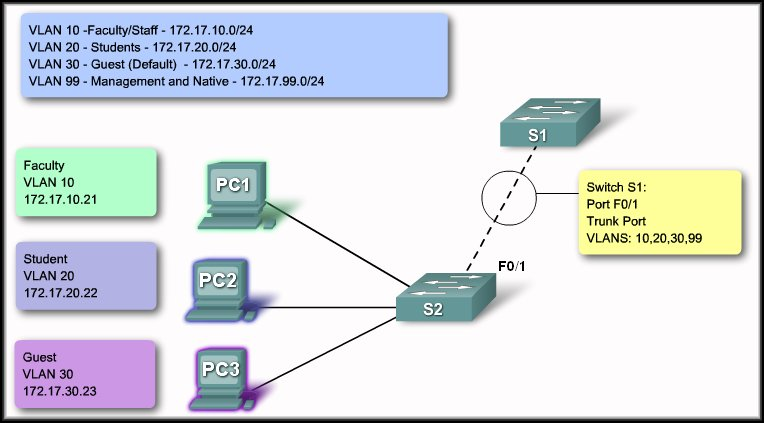 VLAN 10 -Faculty/Staff - 172.17.10.0/24
VLAN 20 - Students - 172.17.20.0/24
VLAN 30 - Guest (Default)  - 172.17.30.0/24
VLAN 99 - Management and Native - 172.17.99.0/24
S1
Faculty
VLAN 10
172.17.10.21
PC1
Switch S1:
Port F0/1
Trunk Port
VLANS: 10,20,30,99
Student
VLAN 20
172.17.20.22
PC2
F0/1
S2
Guest
VLAN 30
172.17.30.23
PC3